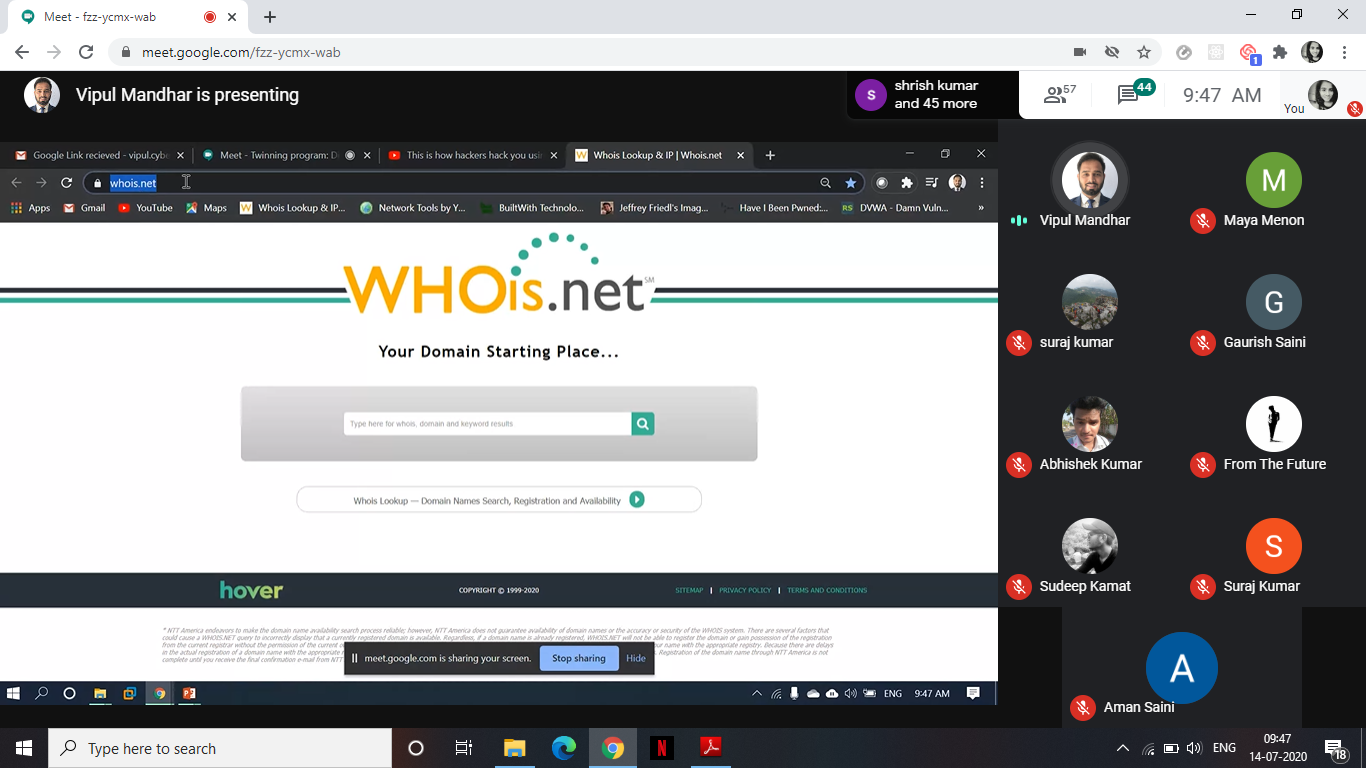 Meet - fzz-ycmx-wab
meet.google.com/fzz-ycmx-wab
1
Vipul Mandhar is presenting
S
shrish kumar
and 45 more
57
44
9:47 AM
You
Google Link recieved - vipul.cybe
Meet - Twinning program: D
This is how hackers hack you usin
Whois Lookup & IP | Whois.net
whois.net
Apps
Gmail
YouTube
Maps
Whois Lookup & IP...
Network Tools by Y...
BuiltWith Technolo...
Jeffrey Friedl's Imag...
Have I Been Pwned:...
DVWA - Damn Vuln...
»
WHOis.net SM
Your Domain Starting Place...
Type here for whois, domain and keyword results
Whois Lookup — Domain Names Search, Registration and Availability
hover
COPYRIGHT © 1999-2020
SITEMAP | PRIVACY POLICY | TERMS AND CONDITIONS
* NTT America endeavors to make the domain name availability search process reliable; however, NTT America does not guarantee availability of domain names or the accuracy or security of the WHOIS system. There are several factors that
could cause a WHOIS.NET query to incorrectly display that a currently registered domain is available. Regardless, if a domain name is already registered, WHOIS.NET will not be able to register the domain or gain possession of the registration
from the current registrar without the permission of the current
your name with the appropriate registry. Because there are delays
in the actual registration of a domain name with the appropriate
Registration of the domain name through NTT America is not
complete until you receive the final confirmation e-mail from NTT
meet.google.com is sharing your screen.
Stop sharing
Hide
ENG
9:47 AM
Vipul Mandhar
M
Maya Menon
suraj kumar
G
Gaurish Saini
Abhishek Kumar
From The Future
Sudeep Kamat
S
Suraj Kumar
A
Aman Saini
Type here to search
N
ENG
09:47
14-07-2020
18